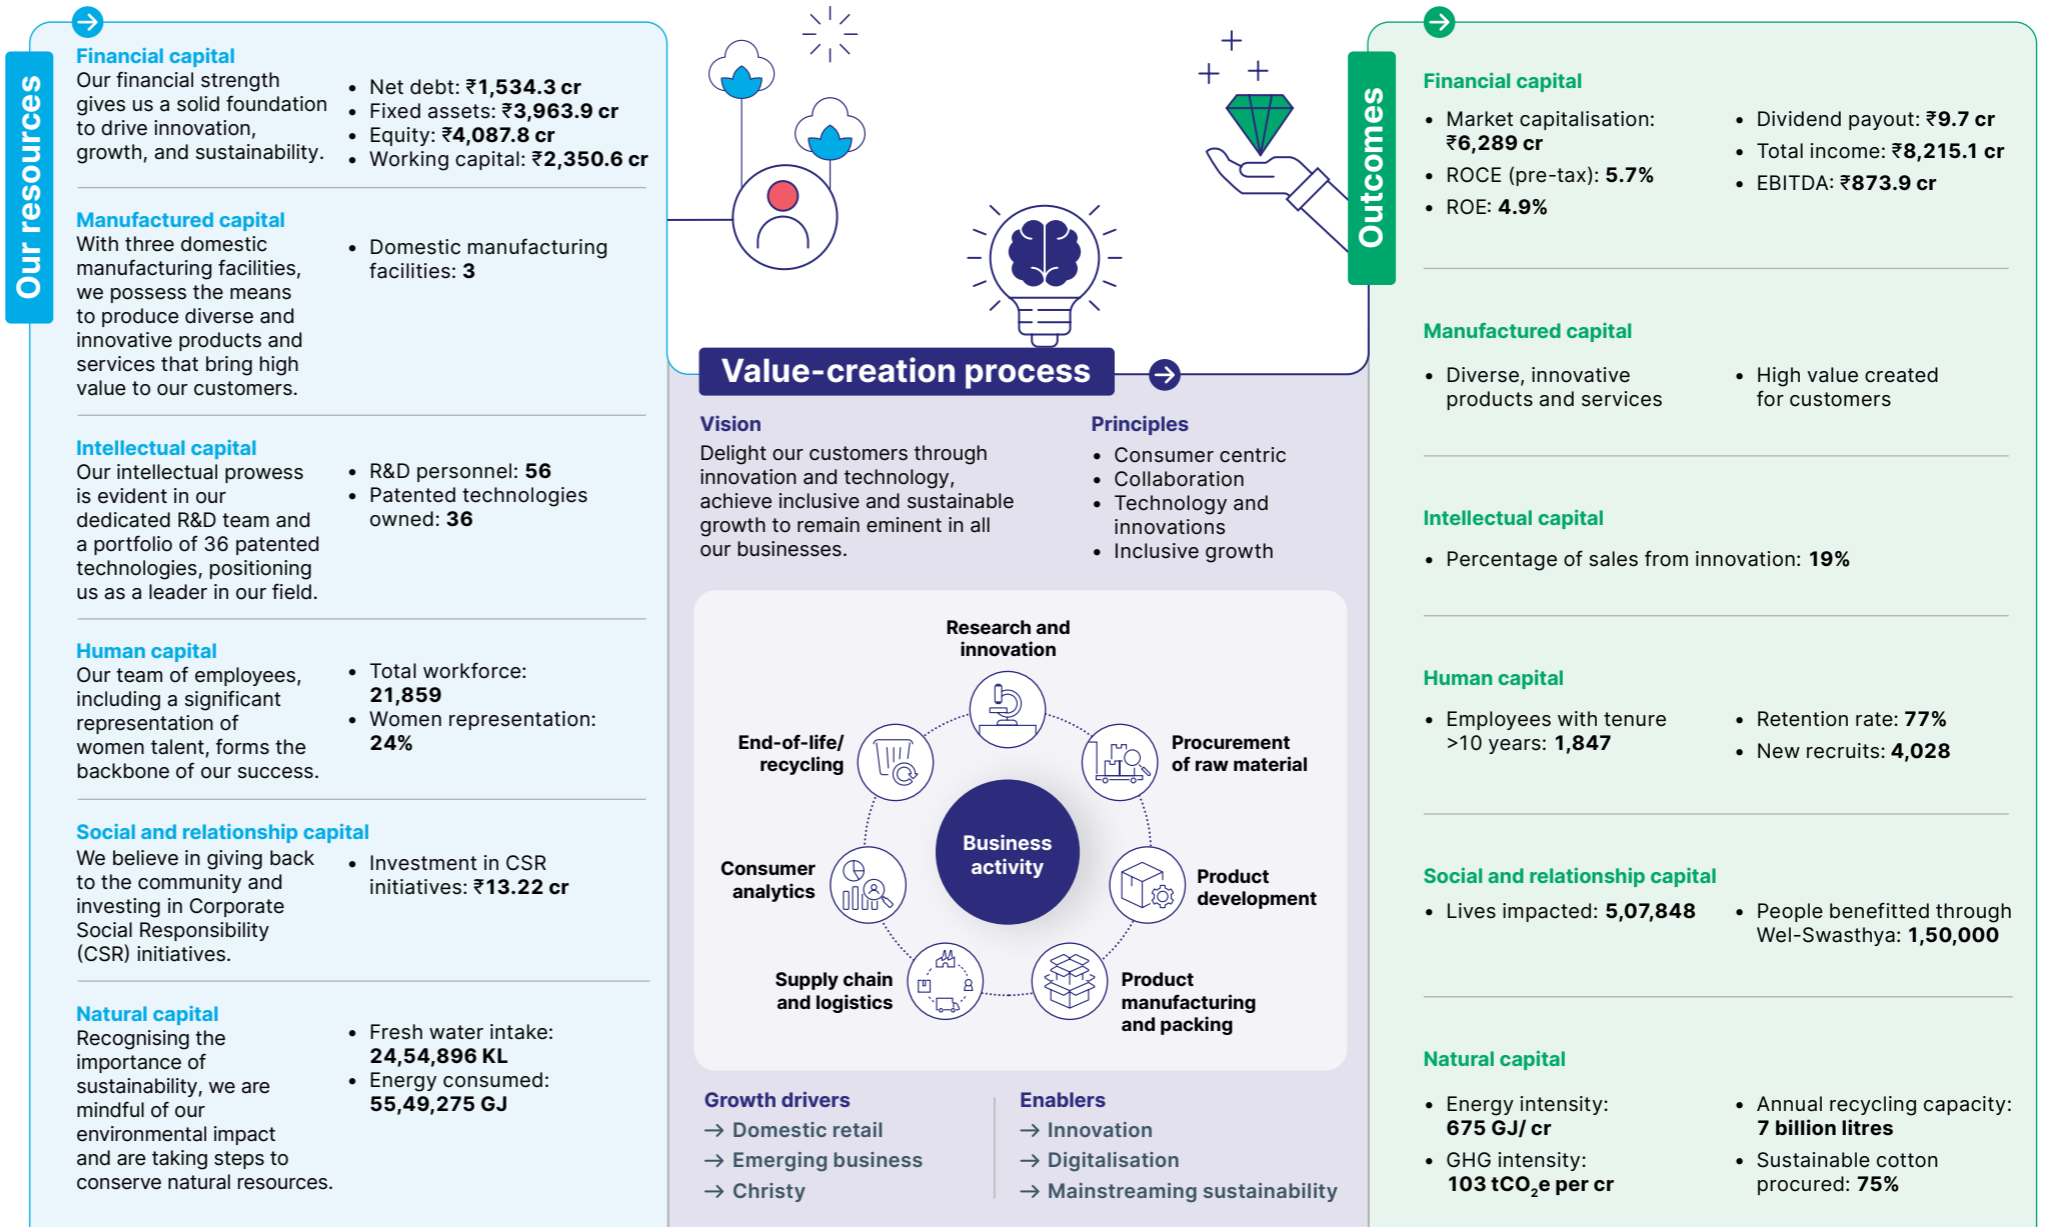 Our resources
Financial capital
Our financial strength
gives us a solid foundation
to drive innovation,
growth, and sustainability.
• Net debt: ₹1,534.3 cr
• Fixed assets: ₹3,963.9 cr
• Equity: ₹4,087.8 cr
• Working capital: ₹2,350.6 cr
Manufactured capital
With three domestic
manufacturing facilities,
we possess the means
to produce diverse and
innovative products and
services that bring high
value to our customers.
• Domestic manufacturing
facilities: 3
Intellectual capital
Our intellectual prowess
is evident in our
dedicated R&D team and
a portfolio of 36 patented
technologies, positioning
us as a leader in our field.
• R&D personnel: 56
• Patented technologies
owned: 36
Human capital
Our team of employees,
including a significant
representation of
women talent, forms the
backbone of our success.
• Total workforce:
21,859
• Women representation:
24%
Social and relationship capital
We believe in giving back
to the community and
investing in Corporate
Social Responsibility
(CSR) initiatives.
• Investment in CSR
initiatives: ₹13.22 cr
Natural capital
Recognising the
importance of
sustainability, we are
mindful of our
environmental impact
and are taking steps to
conserve natural resources.
• Fresh water intake:
24,54,896 KL
• Energy consumed:
55,49,275 GJ
Value-creation process
Vision
Delight our customers through
innovation and technology,
achieve inclusive and sustainable
growth to remain eminent in all
our businesses.
Principles
• Consumer centric
• Collaboration
• Technology and
innovations
• Inclusive growth
Research and
innovation
Procurement
of raw material
Product
development
Product
manufacturing
and packing
Supply chain
and logistics
Consumer
analytics
End-of-life/
recycling
Business
activity
Growth drivers
→ Domestic retail
→ Emerging business
→ Christy
Enablers
→ Innovation
→ Digitalisation
→ Mainstreaming sustainability
Outcomes
Financial capital
• Market capitalisation:
₹6,289 cr
• ROCE (pre-tax): 5.7%
• ROE: 4.9%
• Dividend payout: ₹9.7 cr
• Total income: ₹8,215.1 cr
• EBITDA: ₹873.9 cr
Manufactured capital
• Diverse, innovative
products and services
• High value created
for customers
Intellectual capital
• Percentage of sales from innovation: 19%
Human capital
• Employees with tenure
>10 years: 1,847
• Retention rate: 77%
• New recruits: 4,028
Social and relationship capital
• Lives impacted: 5,07,848
• People benefitted through
Wel-Swasthya: 1,50,000
Natural capital
• Energy intensity:
675 GJ/ cr
• GHG intensity:
103 tCO₂e per cr
• Annual recycling capacity:
7 billion litres
• Sustainable cotton
procured: 75%